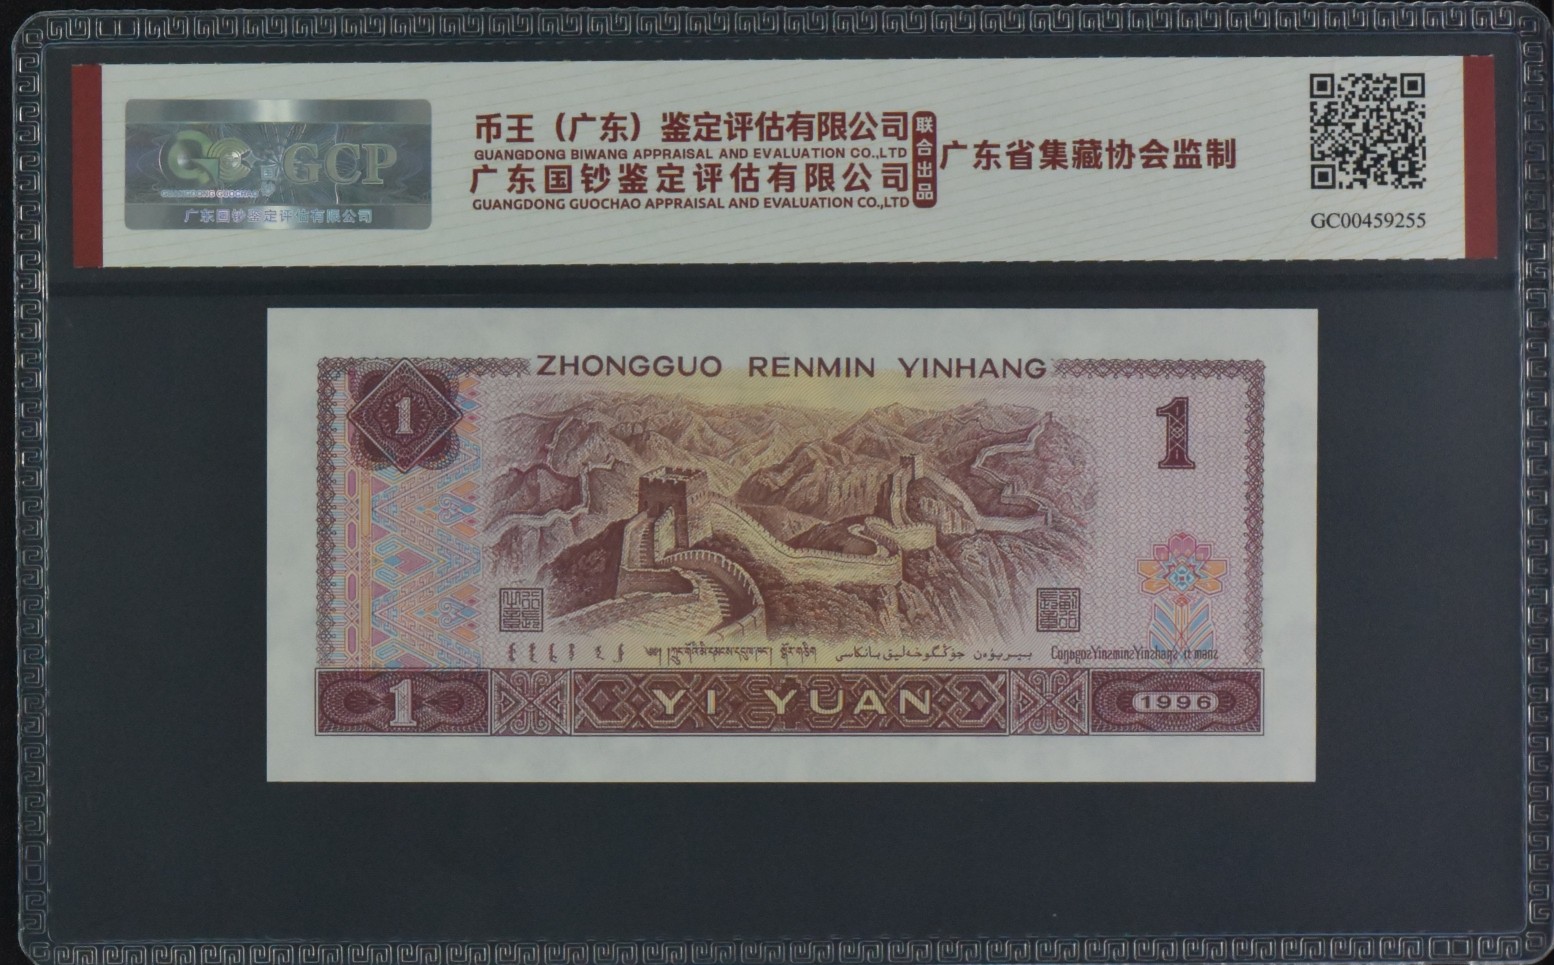 GCP
GUANGDONG GUOCHAO
广东国钞鉴定评估有限公司
币王（广东）鉴定评估有限公司
GUANGDONG BIWANG APPRAISAL AND EVALUATION CO.,LTD
广东国钞鉴定评估有限公司
GUANGDONG GUOCHAO APPRAISAL AND EVALUATION CO.,LTD
联合出品
广东省集藏协会监制
GC00459255
ZHONGGUO RENMIN YINHANG
1
1
1
YI YUAN
1996